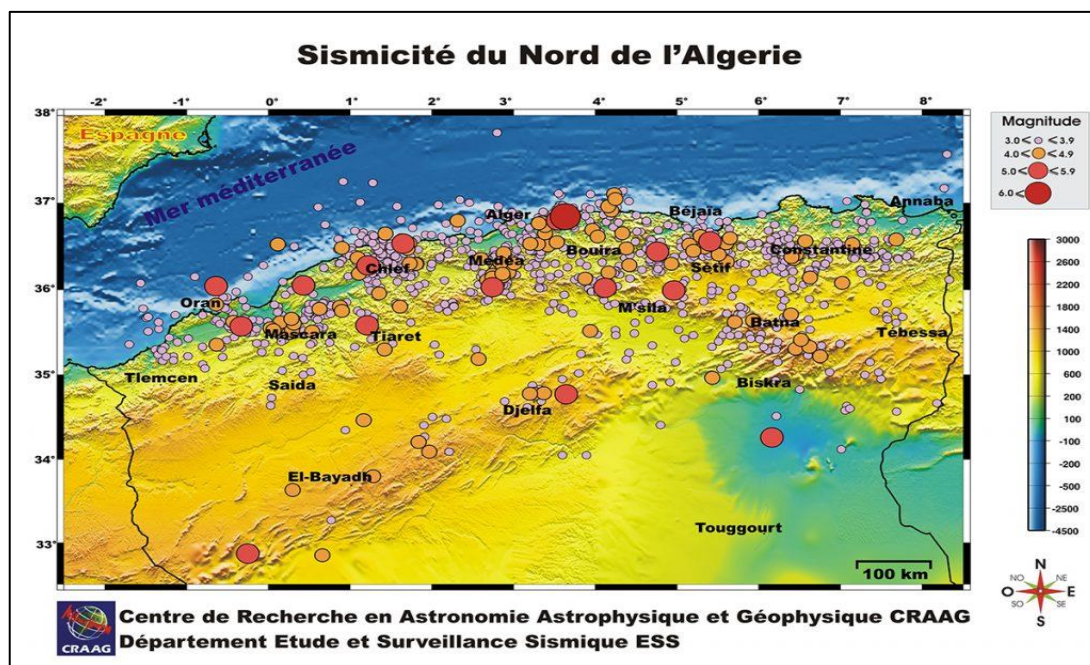 Sismicité du Nord de l'Algerie
-2° -1° 0° 1° 2° 3° 4° 5° 6° 7° 8°
38°
37°
36°
35°
34°
33°
Espagne
Mer méditerranée
Alger
Béjaïa
Annaba
Bouira
Constantine
Chlef
Médéa
Sétif
Oran
M'sila
Mascara
Tiaret
Batna
Tébessa
Tlemcen
Saida
Biskra
Djelfa
El-Bayadh
Touggourt
100 km
Magnitude
3.0≤ ≤3.9
4.0≤ ≤4.9
5.0≤ ≤5.9
6.0≤
3000
2600
2200
1800
1400
1000
600
200
100
0
-100
-500
-900
-2500
-4500
N
NO NE
O E
SO SE
S
CRAAG
Centre de Recherche en Astronomie Astrophysique et Géophysique CRAAG
Département Etude et Surveillance Sismique ESS